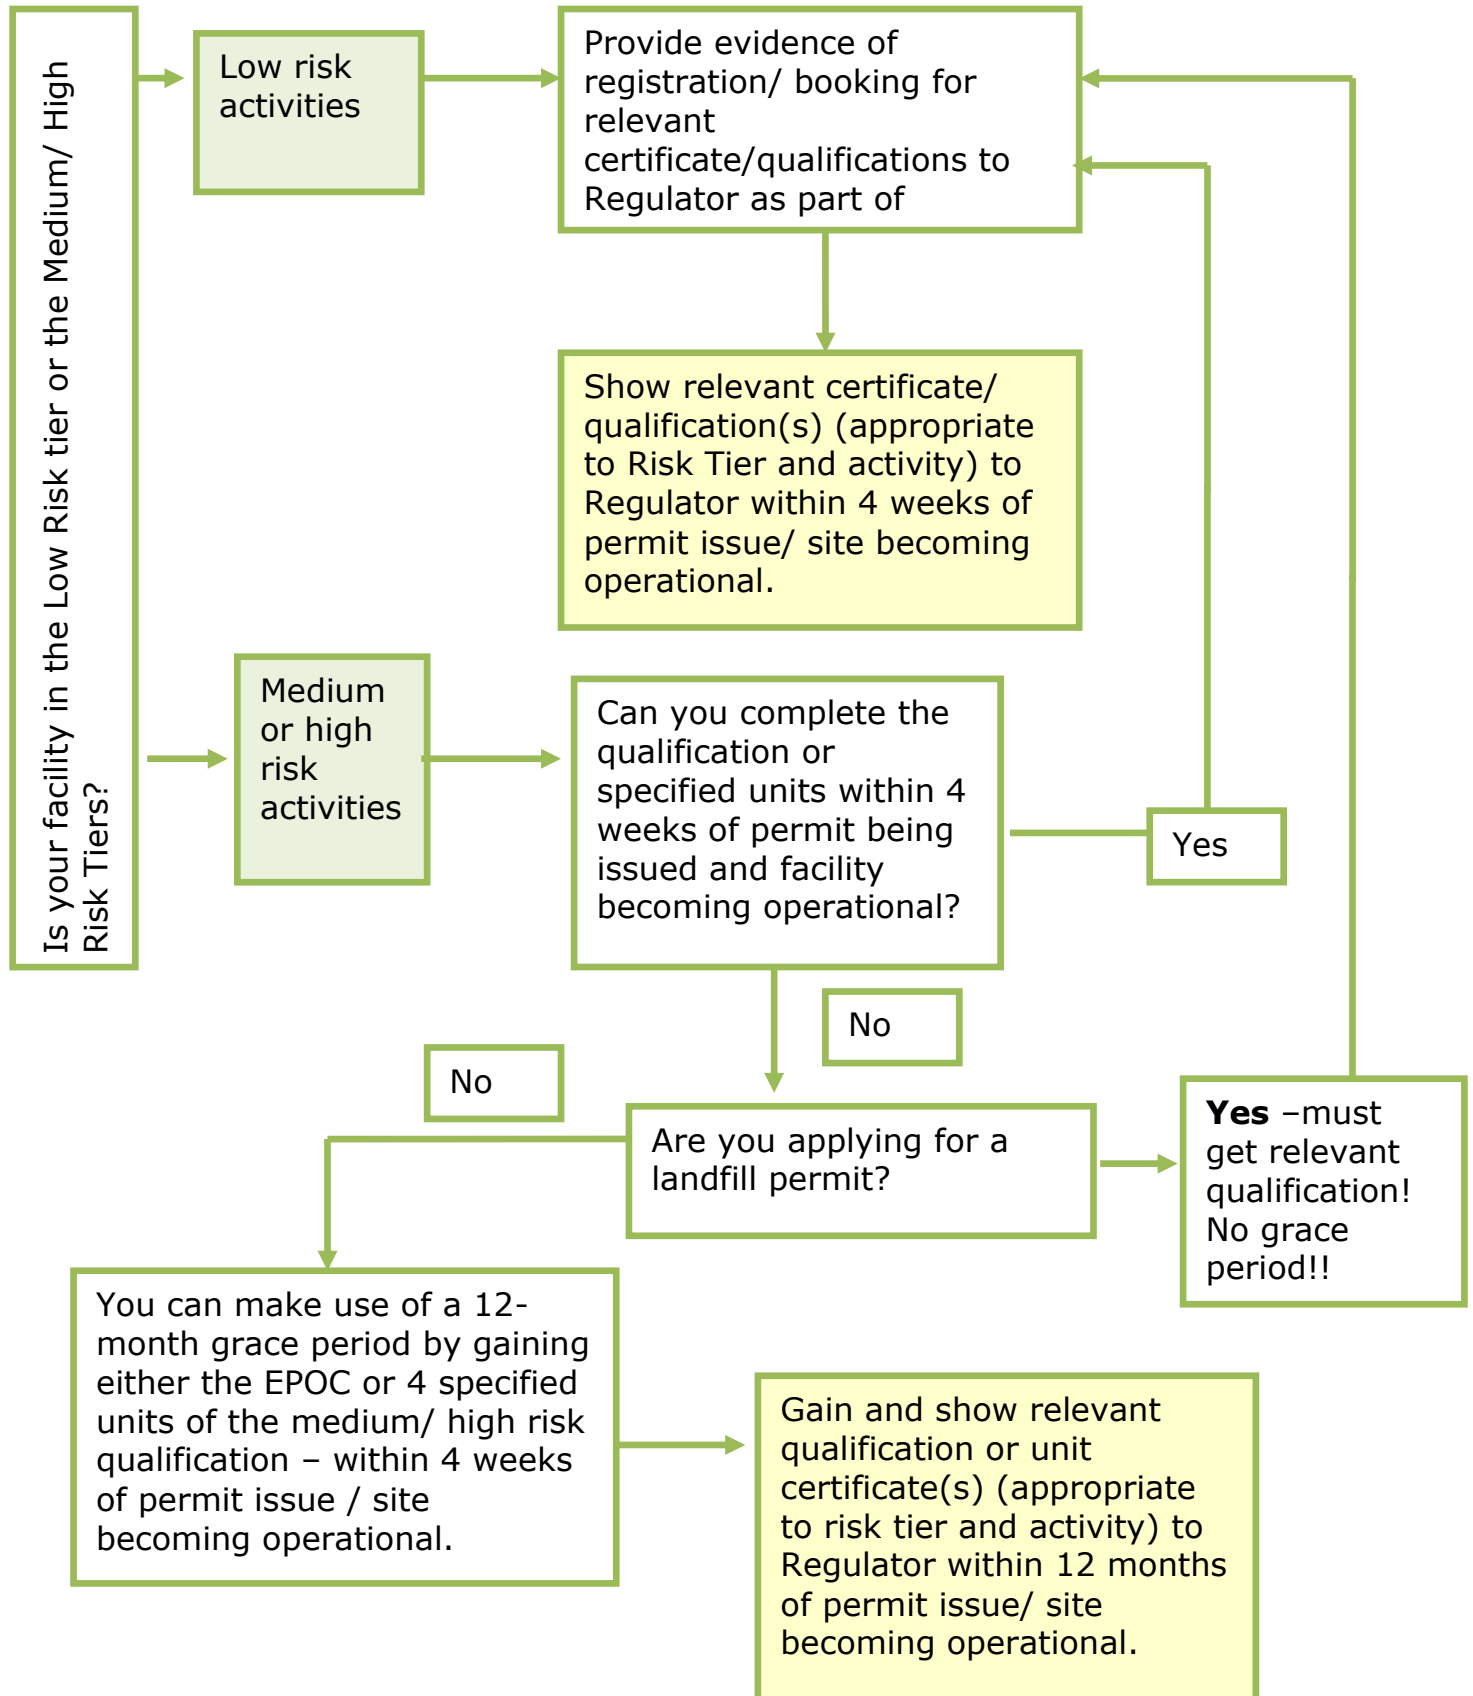 Is your facility in the Low Risk tier or the Medium/ High
Risk Tiers?
Low risk
activities
Provide evidence of
registration/ booking for
relevant
certificate/qualifications to
Regulator as part of
Show relevant certificate/
qualification(s) (appropriate
to Risk Tier and activity) to
Regulator within 4 weeks of
permit issue/ site becoming
operational.
Medium
or high
risk
activities
Can you complete the
qualification or
specified units within 4
weeks of permit being
issued and facility
becoming operational?
Yes
No
No
Are you applying for a
landfill permit?
Yes –must
get relevant
qualification!
No grace
period!!
You can make use of a 12-
month grace period by gaining
either the EPOC or 4 specified
units of the medium/ high risk
qualification – within 4 weeks
of permit issue / site
becoming operational.
Gain and show relevant
qualification or unit
certificate(s) (appropriate
to risk tier and activity) to
Regulator within 12 months
of permit issue/ site
becoming operational.